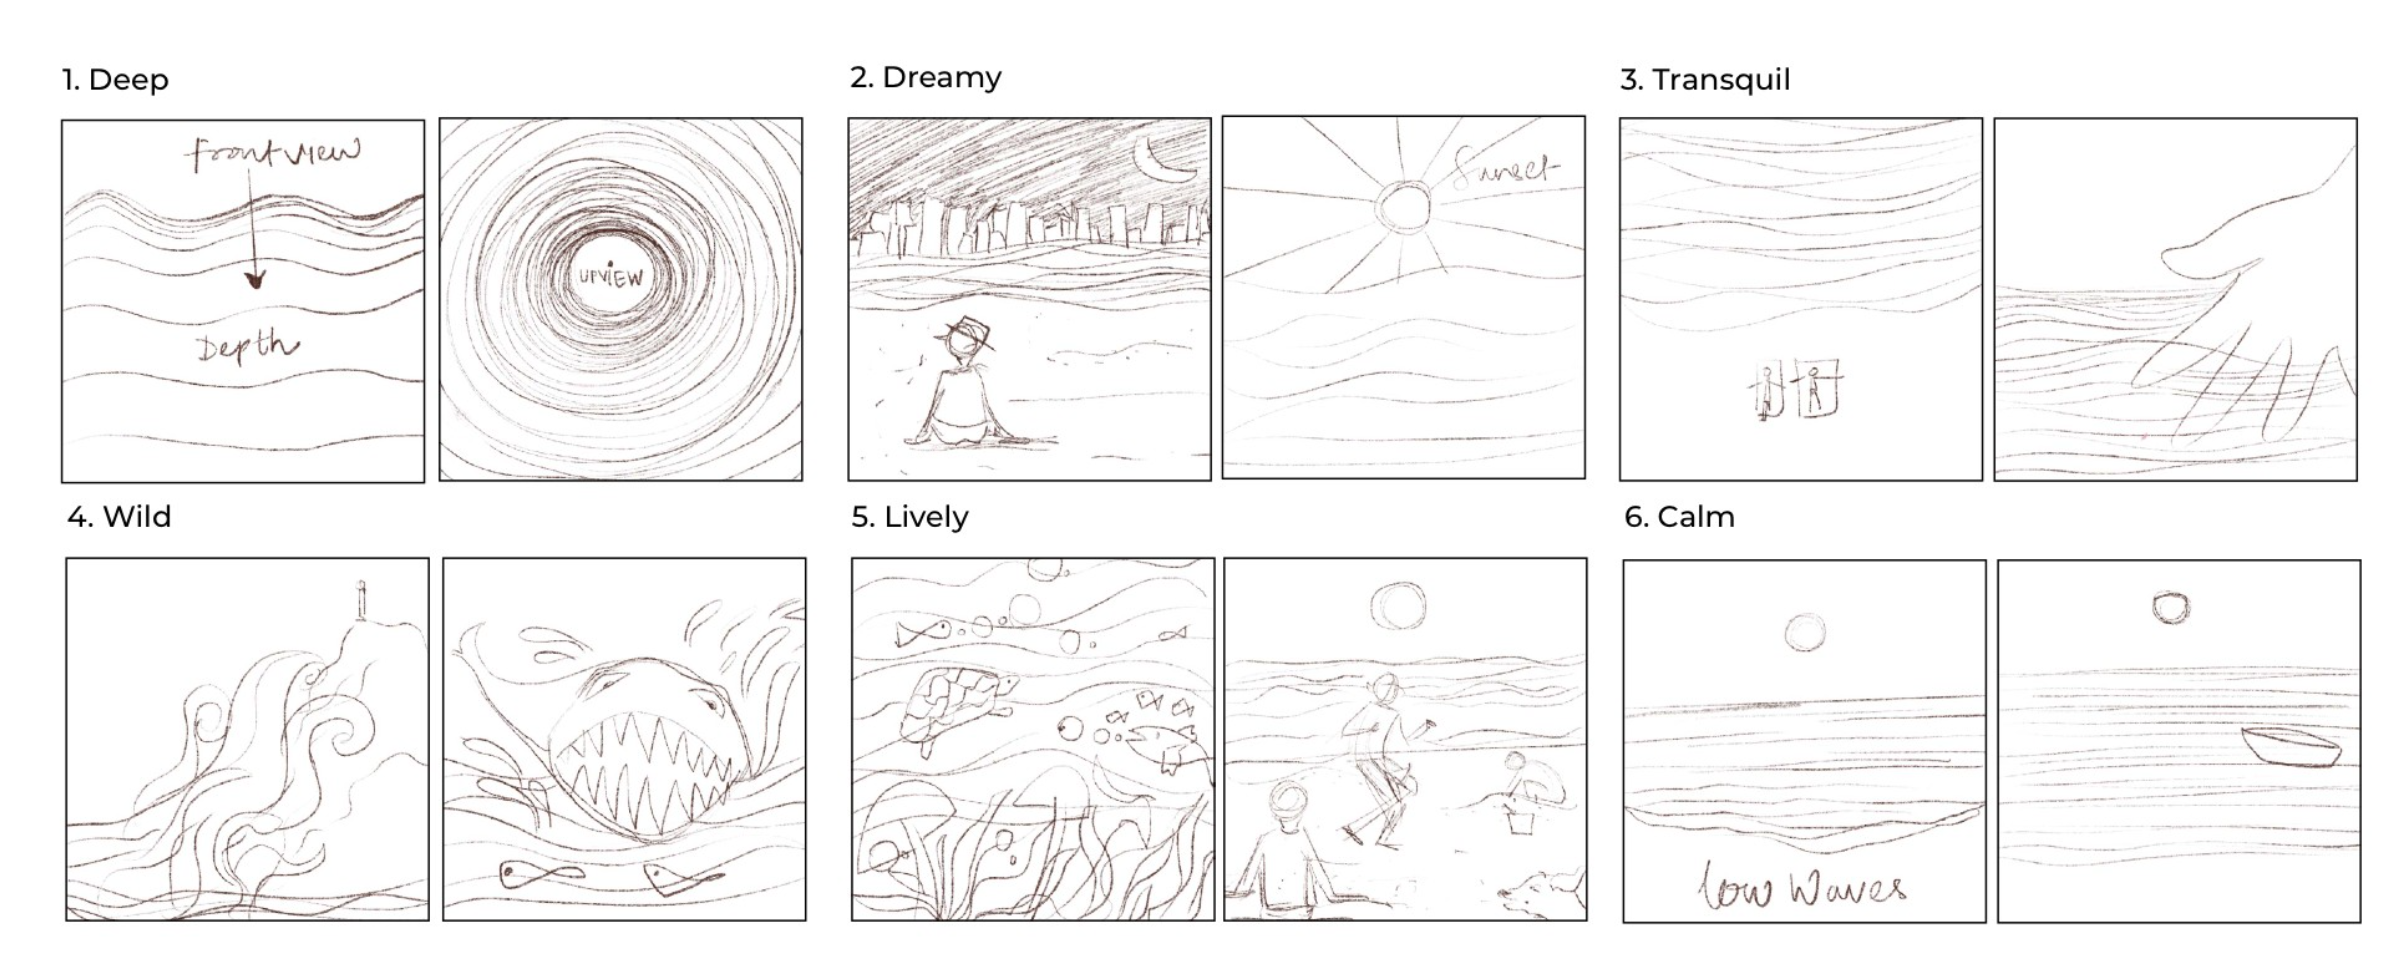 1. Deep
2. Dreamy
3. Transquil
front view
Depth
UPVIEW
Sunset
4. Wild
5. Lively
6. Calm
low Waves